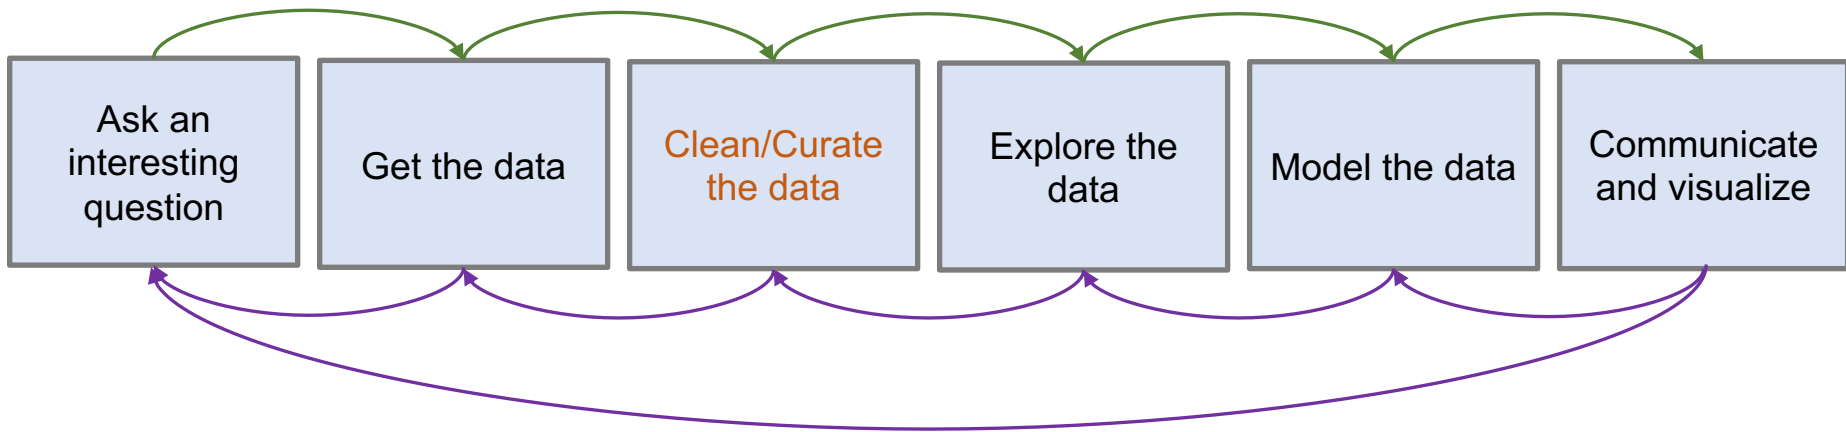 Ask an
interesting
question
Get the data
Clean/Curate
the data
Explore the
data
Model the data
Communicate
and visualize